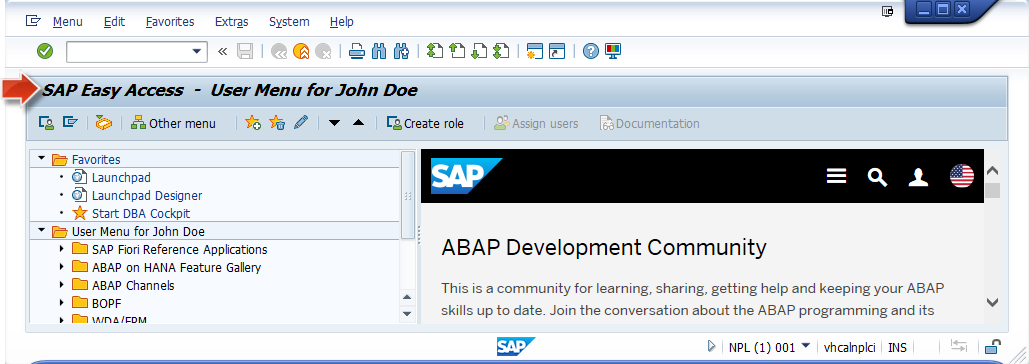 Menu Edit Favorites Extras System Help
SAP Easy Access - User Menu for John Doe
Other menu Create role Assign users Documentation
Favorites
Launchpad
Launchpad Designer
Start DBA Cockpit
User Menu for John Doe
SAP Fiori Reference Applications
ABAP on HANA Feature Gallery
ABAP Channels
BOPF
WDA/FPM
SAP
ABAP Development Community
This is a community for learning, sharing, getting help and keeping your ABAP
skills up to date. Join the conversation about the ABAP programming and its
SAP
NPL (1) 001 vhcalnplci INS